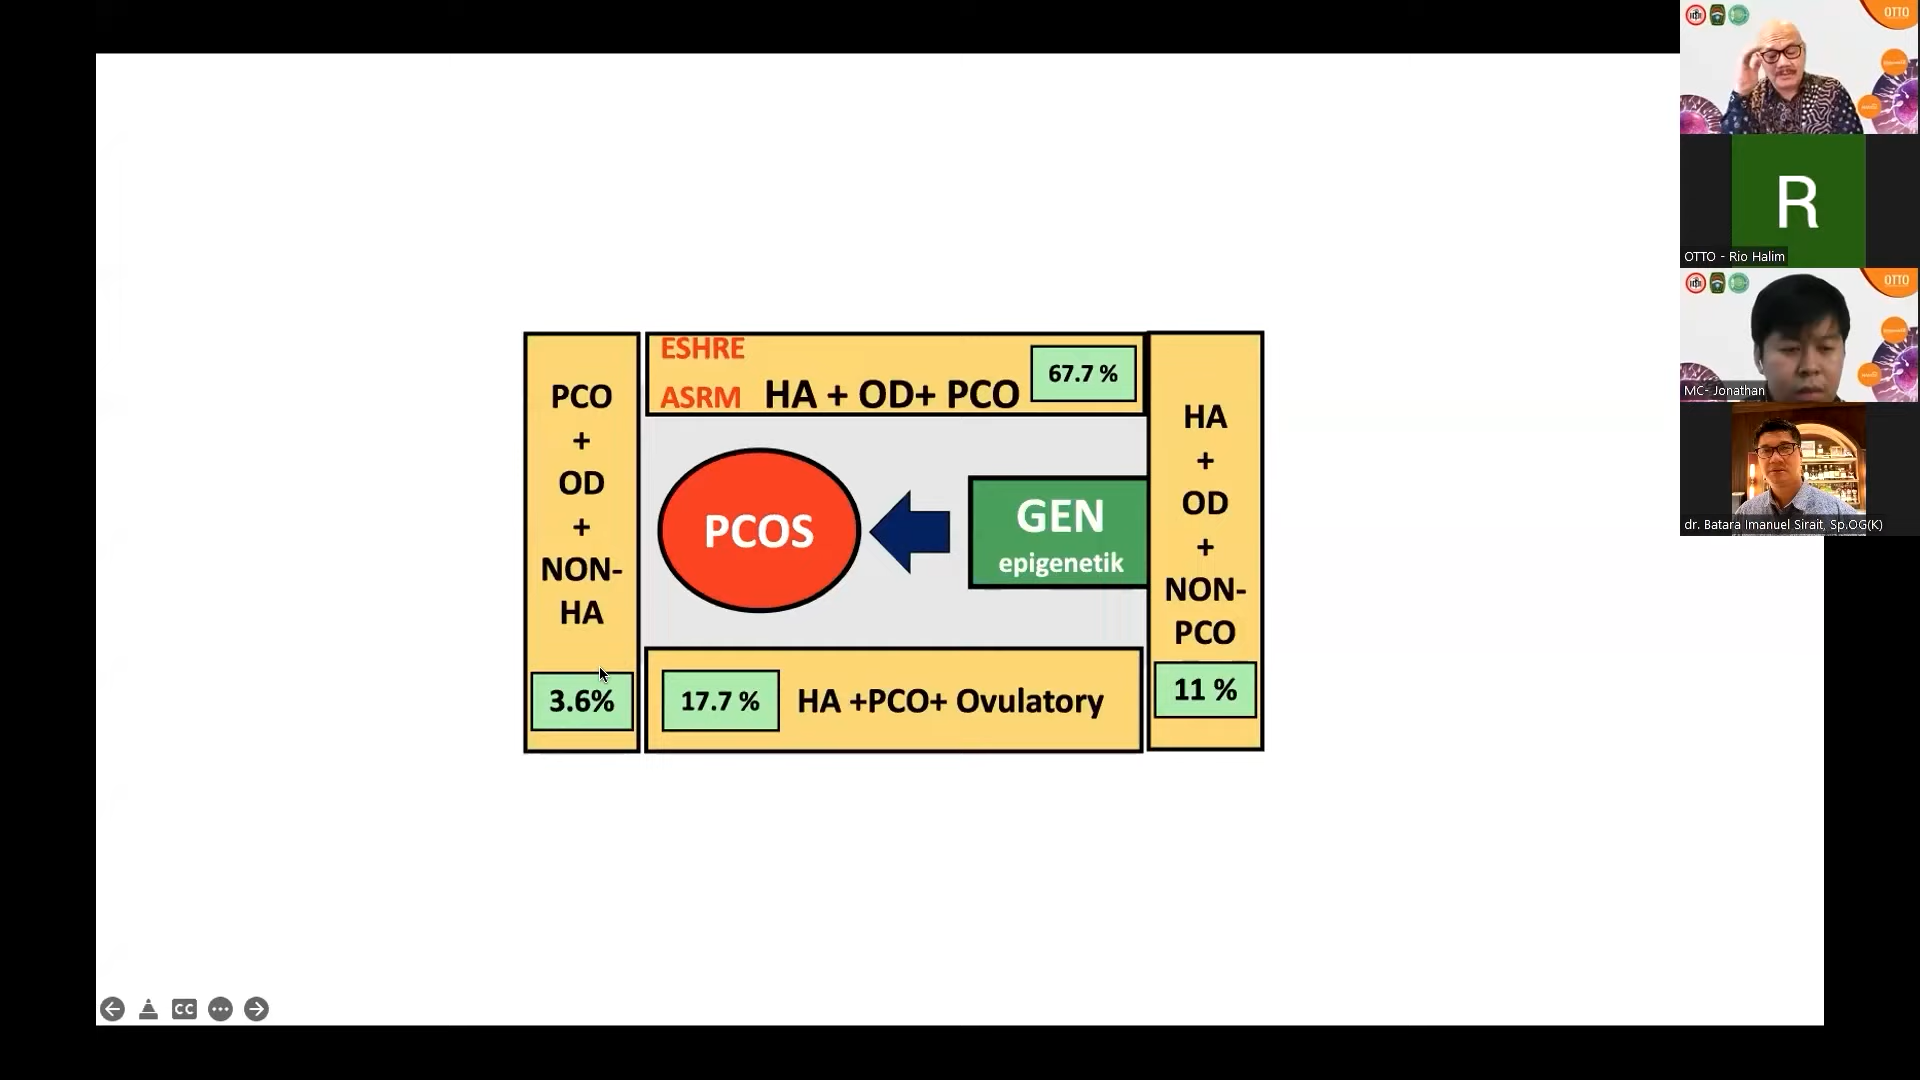 PCO
+
OD
+
NON-
HA
3.6%
ESHRE
ASRM
HA + OD+ PCO
67.7 %
PCOS
GEN
epigenetik
17.7 %
HA +PCO+ Ovulatory
HA
+
OD
+
NON-
PCO
11 %
CC
OTTO
R
OTTO - Rio Halim
OTTO
MC- Jonathan
dr. Batara Imanuel Sirait, Sp.OG(K)